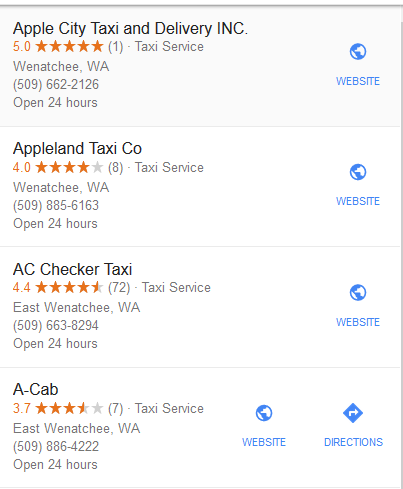 Apple City Taxi and Delivery INC.
5.0 ★★★★★ (1) · Taxi Service
Wenatchee, WA
(509) 662-2126
Open 24 hours
WEBSITE
Appleland Taxi Co
4.0 ★★★★★ (8) · Taxi Service
Wenatchee, WA
(509) 885-6163
Open 24 hours
WEBSITE
AC Checker Taxi
4.4 ★★★★★ (72) · Taxi Service
East Wenatchee, WA
(509) 663-8294
Open 24 hours
WEBSITE
A-Cab
3.7 ★★★★★ (7) · Taxi Service
East Wenatchee, WA
(509) 886-4222
Open 24 hours
WEBSITE
DIRECTIONS